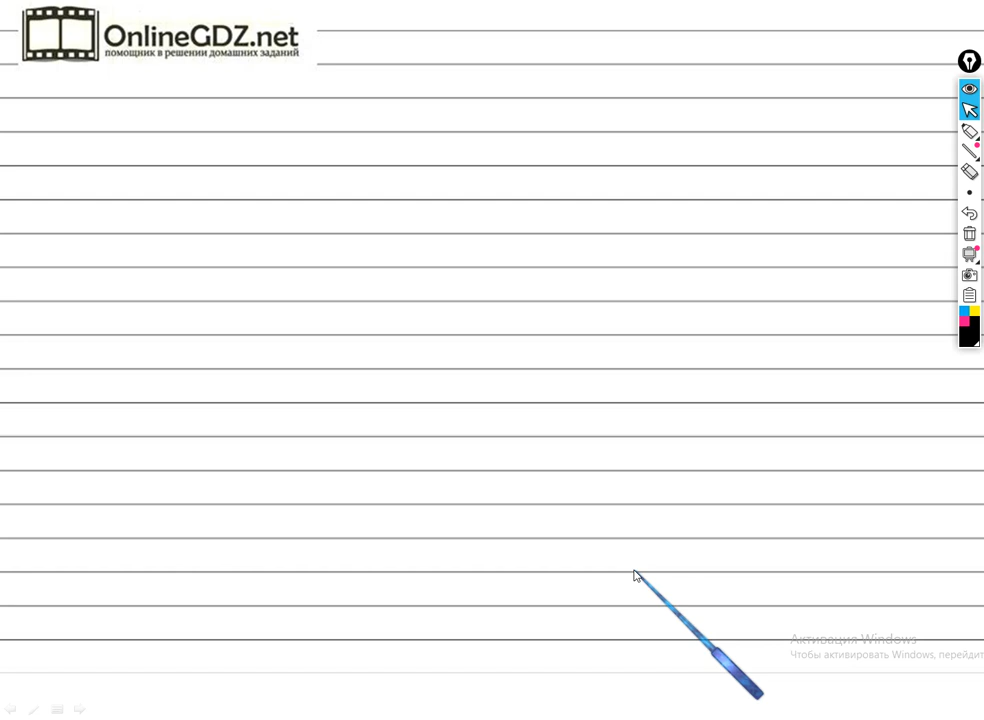 OnlineGDZ.net
помощник в решении домашних заданий
Активация Windows
Чтобы активировать Windows, перейдит